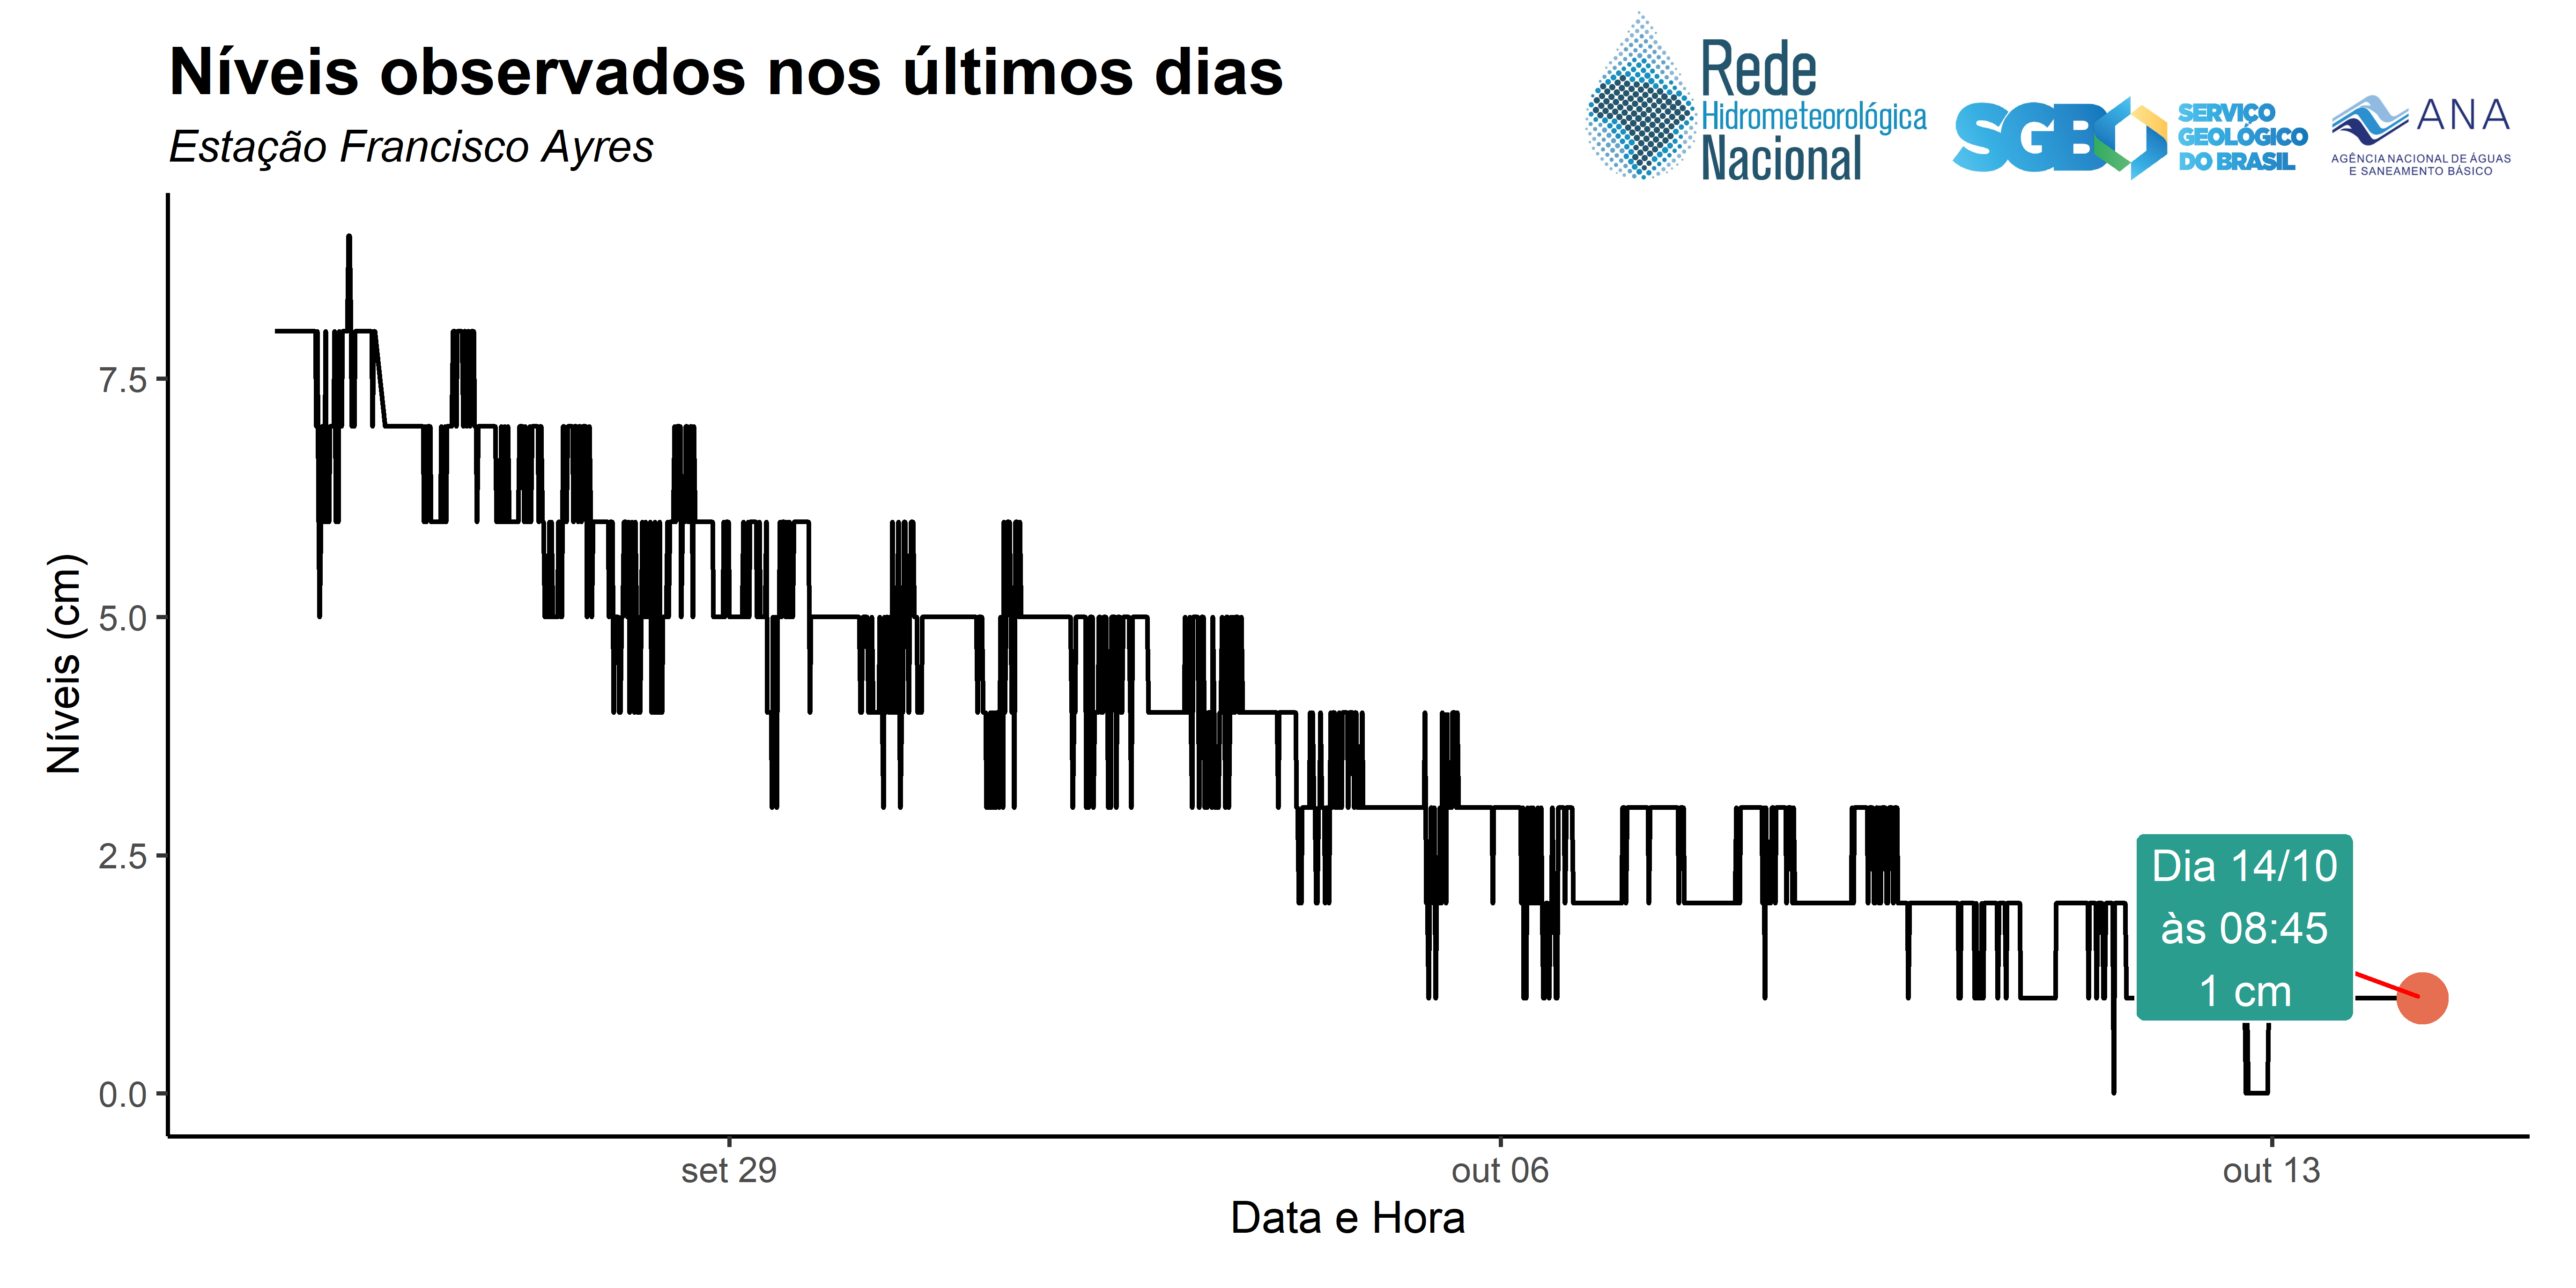 Níveis observados nos últimos dias
Estação Francisco Ayres
Rede
Hidrometeorológica
Nacional
SGB
SERVIÇO
GEOLÓGICO
DO BRASIL
ANA
AGÊNCIA NACIONAL DE ÁGUAS
E SANEAMENTO BÁSICO
Níveis (cm)
7.5
5.0
2.5
0.0
Dia 14/10
às 08:45
1 cm
set 29
out 06
out 13
Data e Hora